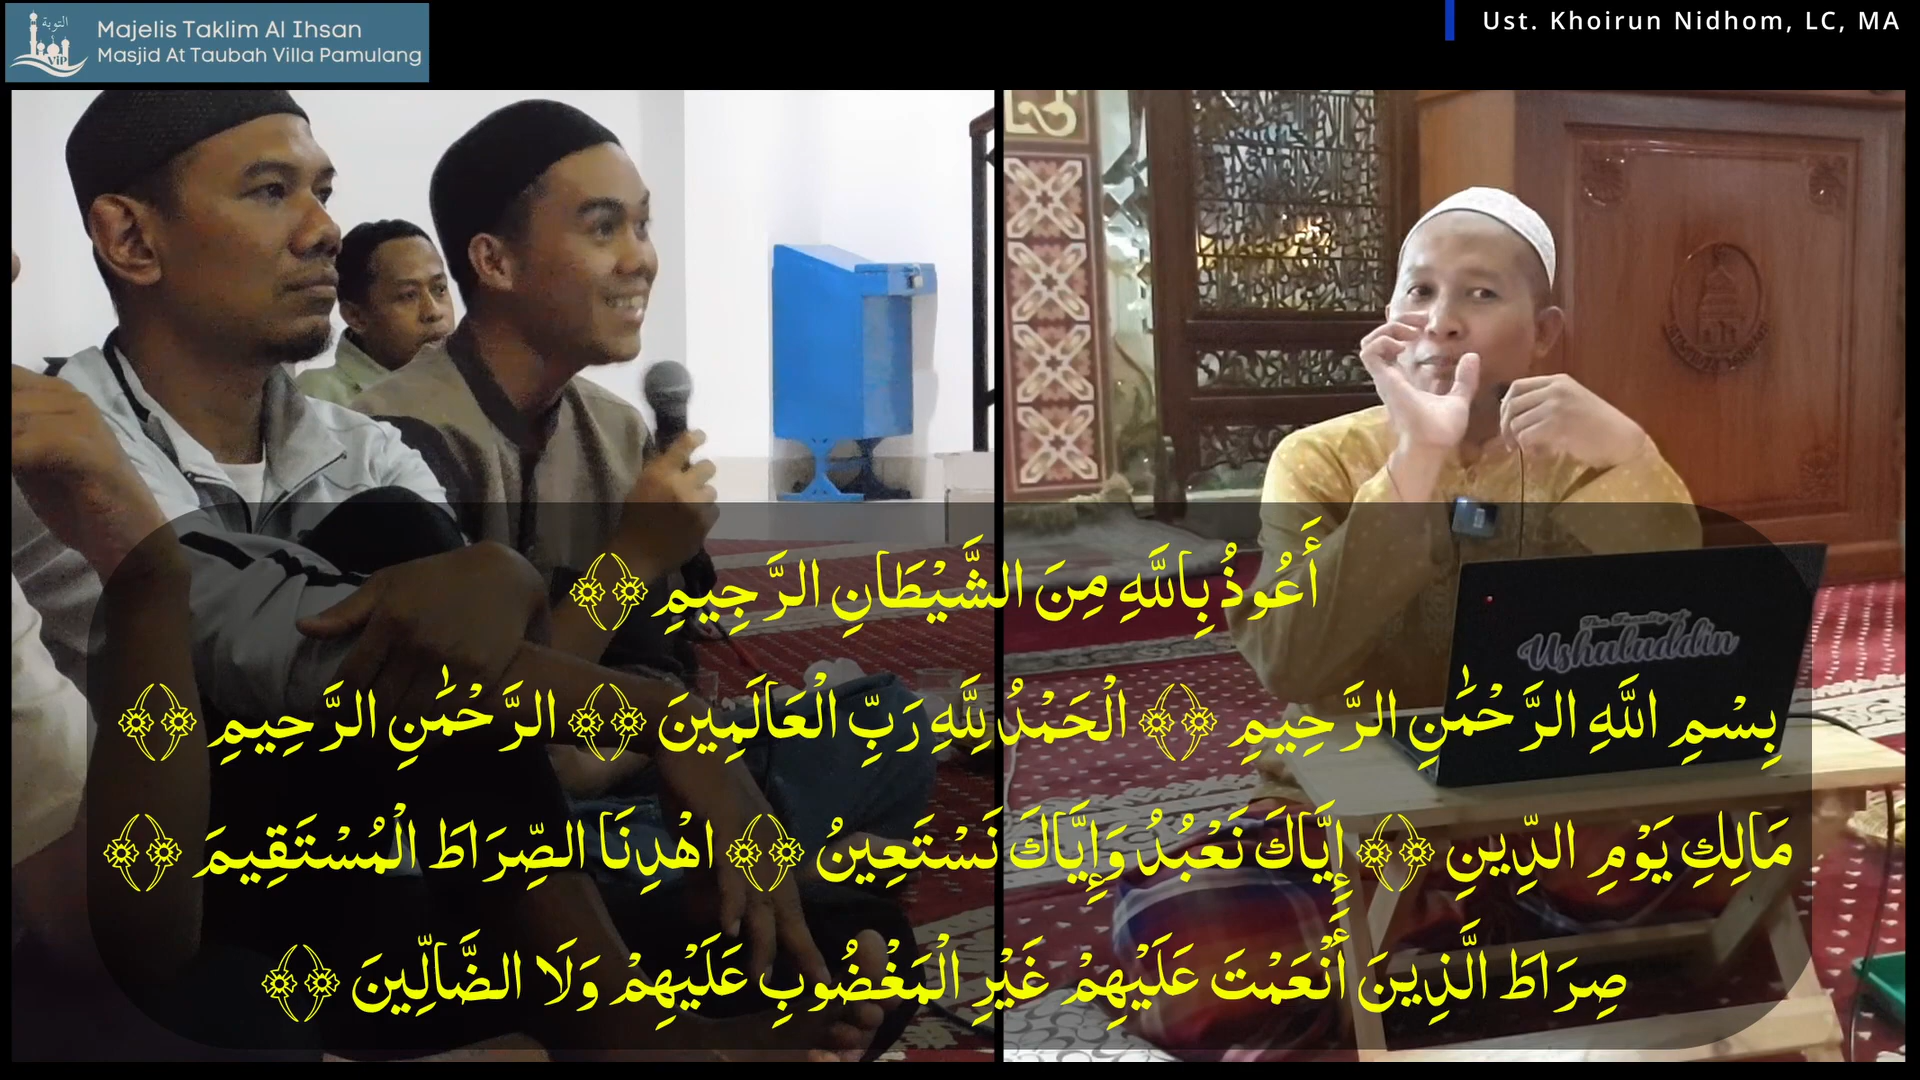 التوبة
ViP
Majelis Taklim Al Ihsan
Masjid At Taubah Villa Pamulang
Ust. Khoirun Nidhom, LC, MA
Ushuluddin
أَعُوذُ بِاللَّهِ مِنَ الشَّيْطَانِ الرَّجِيمِ ﴿﴾
بِسْمِ اللَّهِ الرَّحْمَٰنِ الرَّحِيمِ ﴿﴾ الْحَمْدُ لِلَّهِ رَبِّ الْعَالَمِينَ ﴿﴾ الرَّحْمَٰنِ الرَّحِيمِ ﴿﴾
مَالِكِ يَوْمِ الدِّينِ ﴿﴾ إِيَّاكَ نَعْبُدُ وَإِيَّاكَ نَسْتَعِينُ ﴿﴾ اهْدِنَا الصِّرَاطَ الْمُسْتَقِيمَ ﴿﴾
صِرَاطَ الَّذِينَ أَنْعَمْتَ عَلَيْهِمْ غَيْرِ الْمَغْضُوبِ عَلَيْهِمْ وَلَا الضَّالِّينَ ﴿﴾